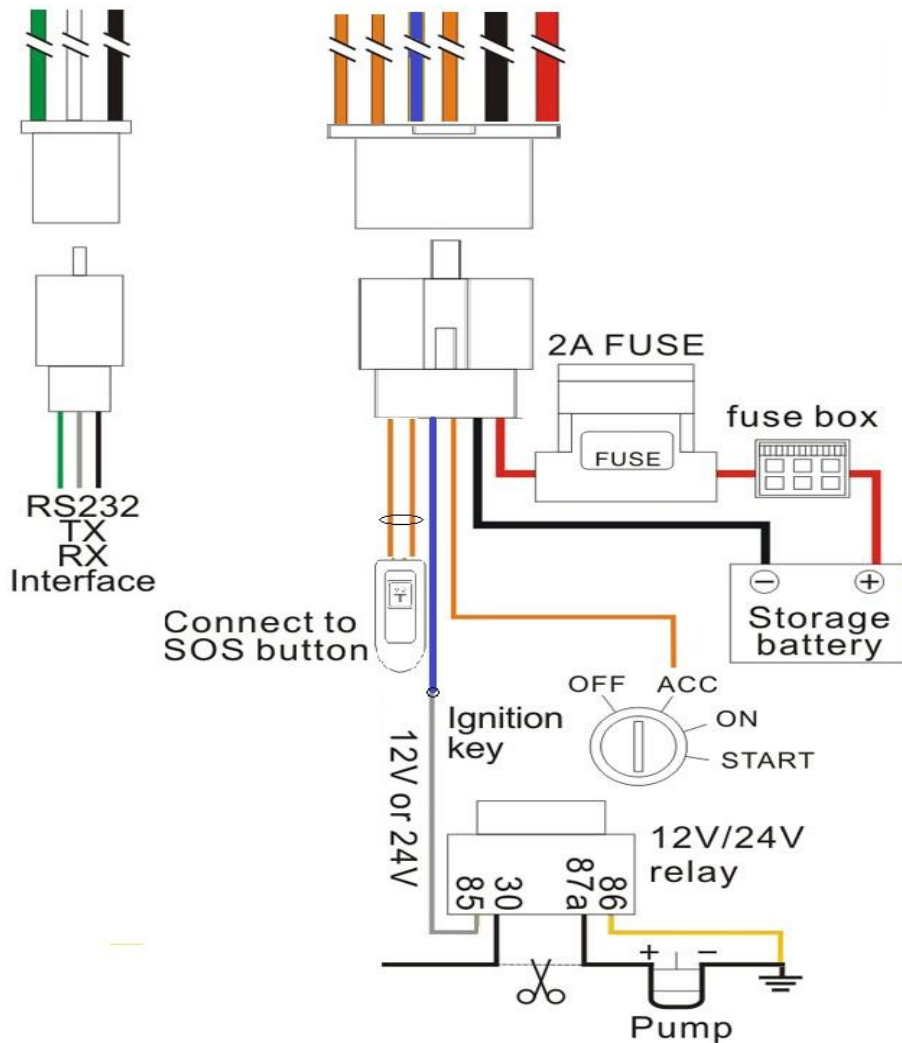 2A FUSE
fuse box
FUSE
RS232
TX
RX
Interface
Connect to
SOS button
Storage
battery
OFF
ACC
ON
START
Ignition
key
12V or 24V
12V/24V
relay
85
30
87a
86
Pump